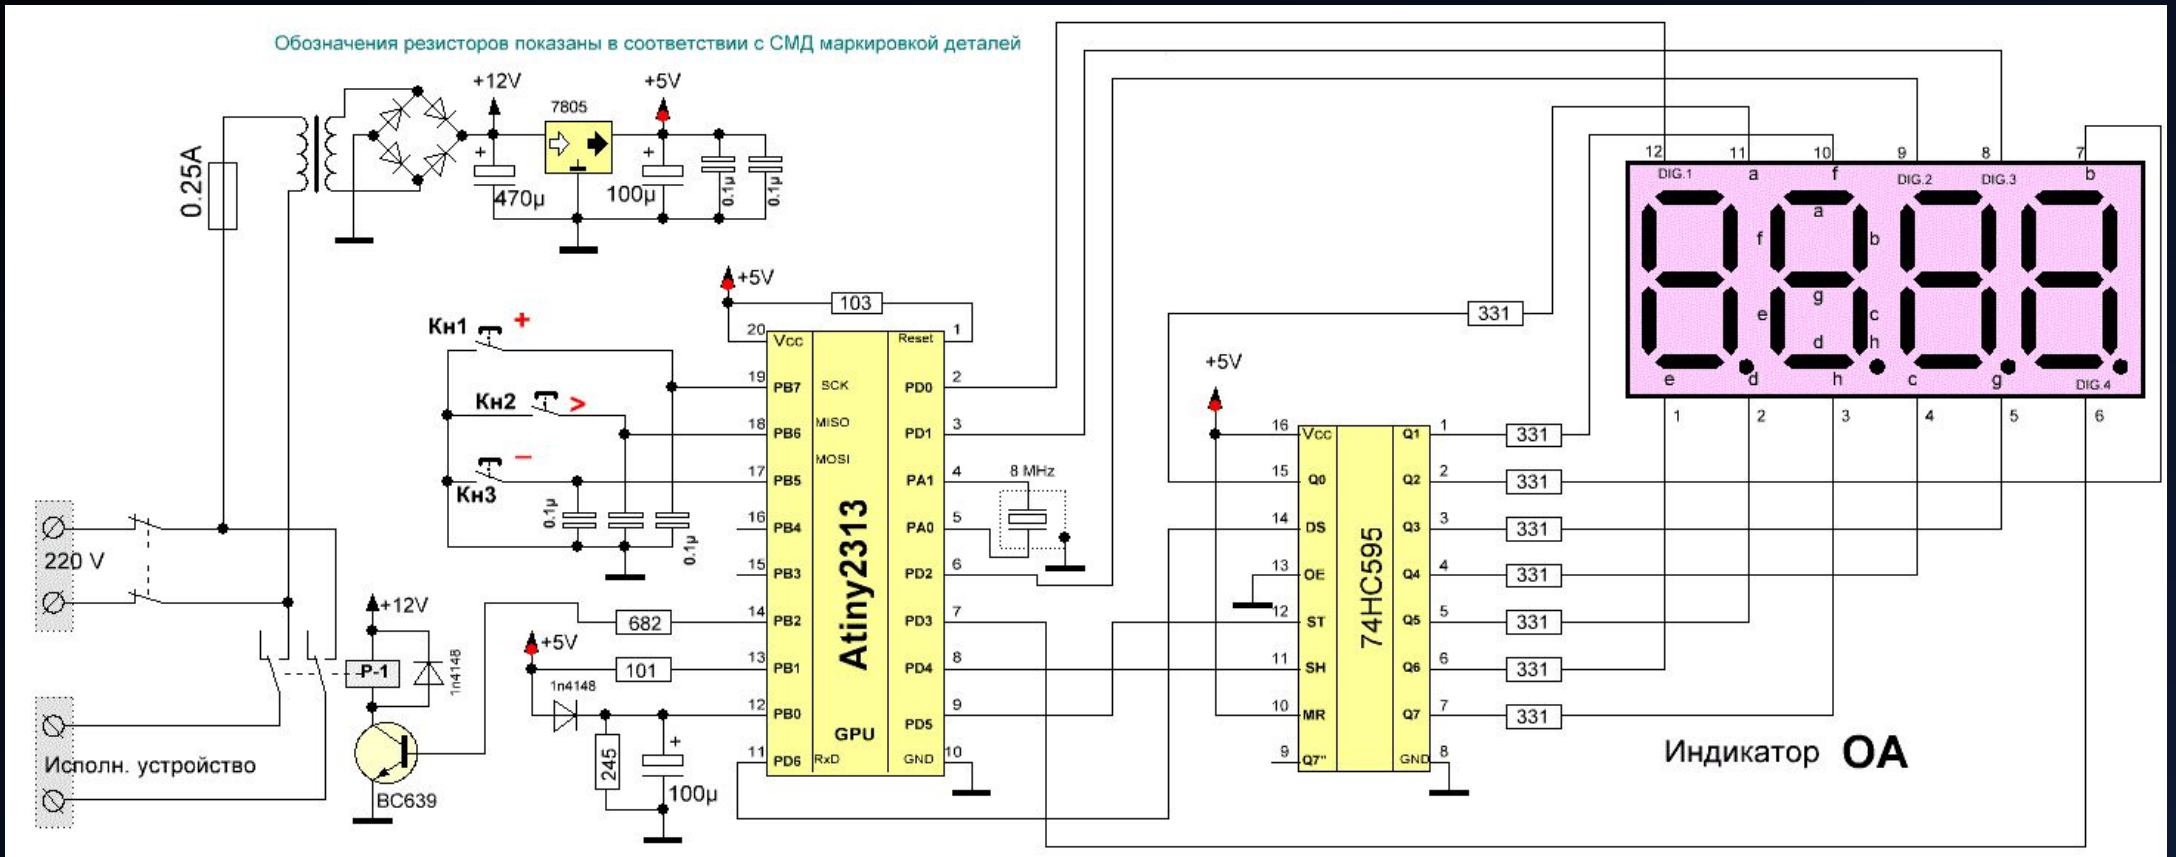 Обозначения резисторов показаны в соответствии с СМД маркировкой деталей
+12V
+5V
7805
+
+
470µ
100µ
0.1µ
0.1µ
0.25A
+5V
103
Кн1
+
Кн2
>
Кн3
–
0.1µ
0.1µ
20 Vcc
19 PB7 SCK
18 PB6 MISO
MOSI
17 PB5
16 PB4
15 PB3
14 PB2
13 PB1
12 PB0
11 PD6 RxD
Atiny2313
GPU
Reset 1
PD0 2
PD1 3
PA1 4
PA0 5
PD2 6
PD3 7
PD4 8
PD5 9
GND 10
8 MHz
220 V
+12V
P-1
1n4148
BC639
Исполн. устройство
682
+5V
101
1n4148
245
+
100µ
331
+5V
16 Vcc
15 Q0
14 DS
13 OE
12 ST
11 SH
10 MR
9 Q7"
74HC595
Q1 1
Q2 2
Q3 3
Q4 4
Q5 5
Q6 6
Q7 7
GND 8
331
331
331
331
331
331
331
12 11 10 9 8 7
DIG.1 a f DIG.2 DIG.3 b
a
f b
g
e c
d h
e d h c g DIG.4
1 2 3 4 5 6
Индикатор ОА